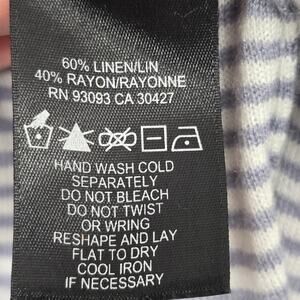 60% LINEN/LIN
40% RAYON/RAYONNE
RN 93093 CA 30427
HAND WASH COLD
SEPARATELY
DO NOT BLEACH
DO NOT TWIST
OR WRING
RESHAPE AND LAY
FLAT TO DRY
COOL IRON
IF NECESSARY